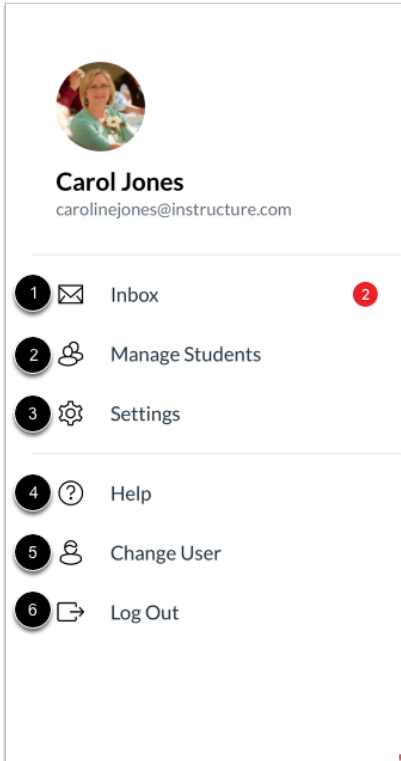 Carol Jones
carolinejones@instructure.com
1 Inbox 2
2 Manage Students
3 Settings
4 ? Help
5 Change User
6 Log Out